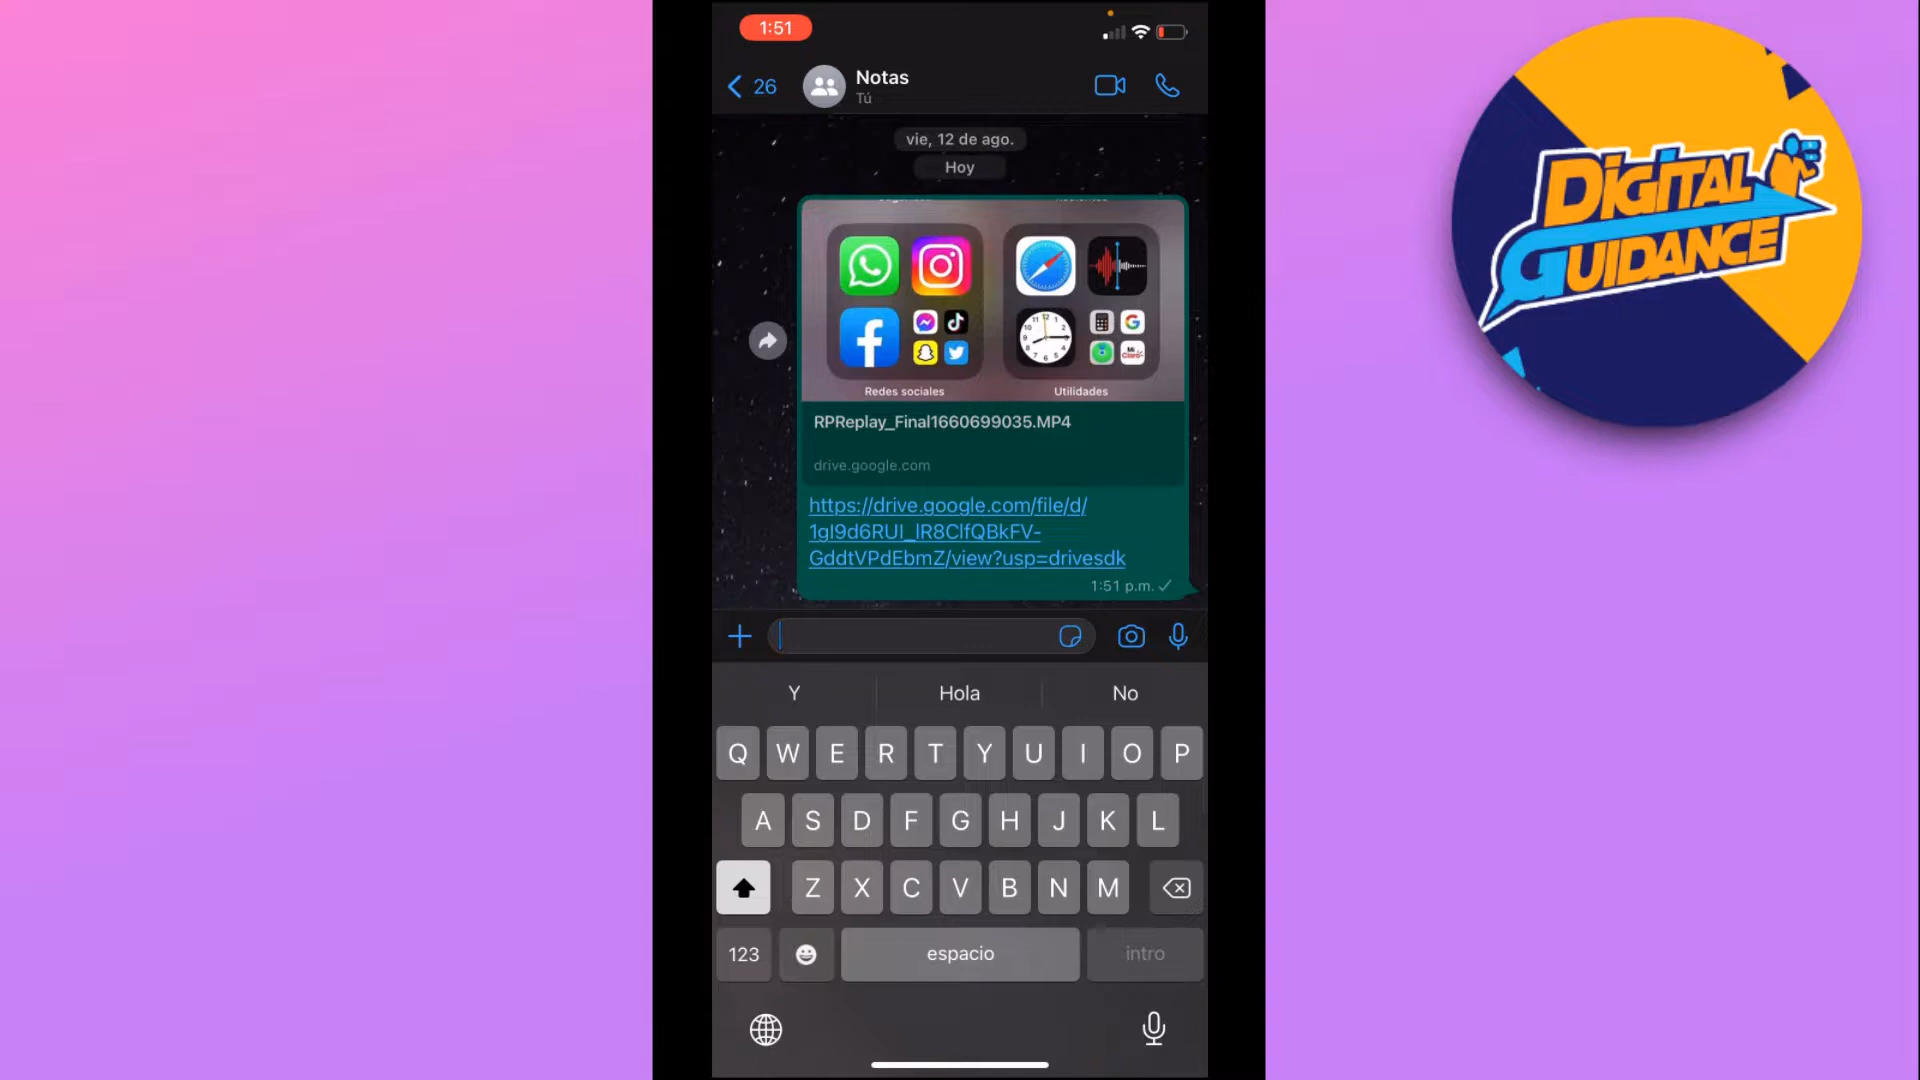 1:51
26
Notas
Tú
vie, 12 de ago.
Hoy
Redes sociales
Utilidades
RPReplay_Final1660699035.MP4
drive.google.com
https://drive.google.com/file/d/
1gI9d6RUI_lR8ClfQBkFV-
GddtVPdEbmZ/view?usp=drivesdk
1:51 p.m.
Y Hola No
Q W E R T Y U I O P
A S D F G H J K L
Z X C V B N M
123 espacio intro
DIGITAL
GUIDANCE